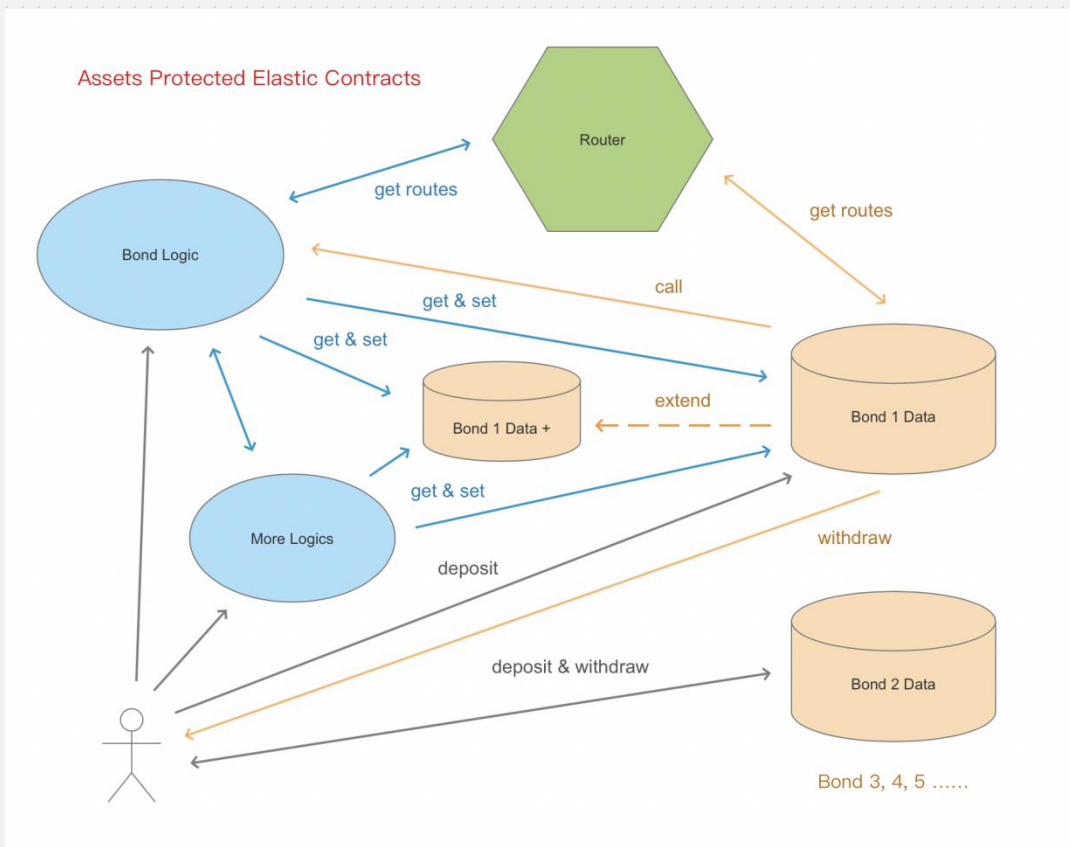 Assets Protected Elastic Contracts
Router
get routes
get routes
Bond Logic
call
get & set
get & set
extend
Bond 1 Data +
Bond 1 Data
get & set
More Logics
withdraw
deposit
deposit & withdraw
Bond 2 Data
Bond 3, 4, 5 ......